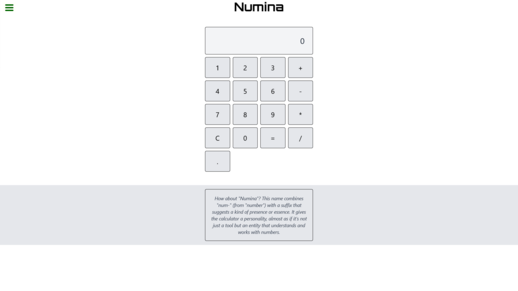 Numina
0
1 2 3 +
4 5 6 -
7 8 9 *
C 0 = /
.
How about "Numina"? This name combines
"num-" (from "number") with a suffix that
suggests a kind of presence or essence. It gives
the calculator a personality, almost as if it's not
just a tool but an entity that understands and
works with numbers.